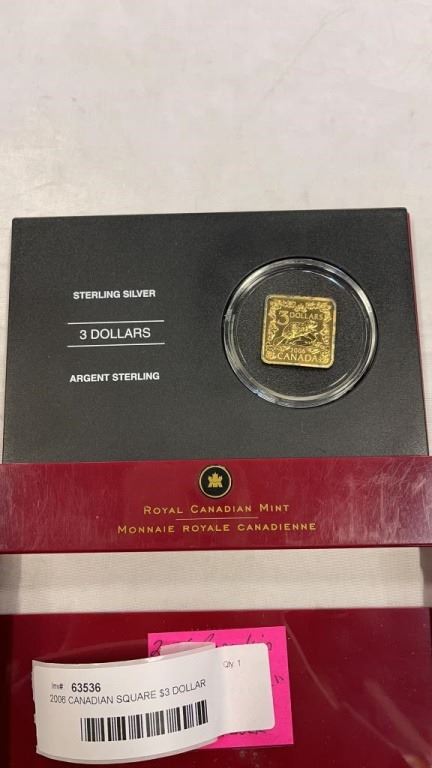 STERLING SILVER
3 DOLLARS
ARGENT STERLING
3 DOLLARS
2006
CANADA
ROYAL CANADIAN MINT
MONNAIE ROYALE CANADIENNE
Qty. 1
Inv#: 63536
2006 CANADIAN SQUARE $3 DOLLAR